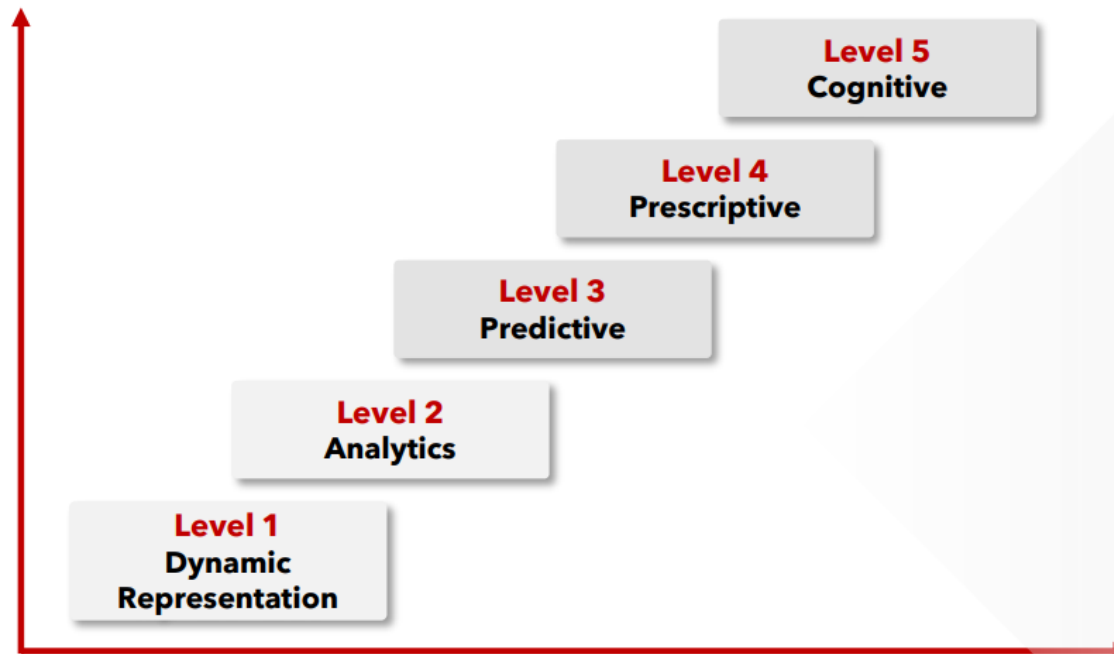 Level 5
Cognitive
Level 4
Prescriptive
Level 3
Predictive
Level 2
Analytics
Level 1
Dynamic
Representation